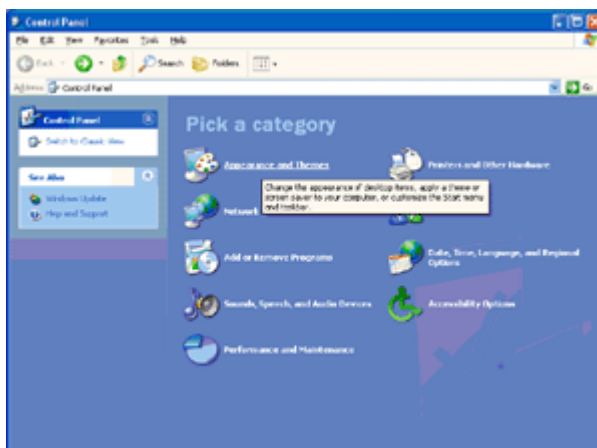 Control Panel
File Edit View Favorites Tools Help
Back Search Folders
Address Control Panel Go
Control Panel
Switch to Classic View
See Also
Windows Update
Help and Support
Pick a category
Appearance and Themes
Printers and Other Hardware
Change the appearance of desktop items, apply a theme or
screen saver to your computer, or customize the Start menu
and taskbar.
Network
Add or Remove Programs
Date, Time, Language, and Regional
Options
Sounds, Speech, and Audio Devices
Accessibility Options
Performance and Maintenance